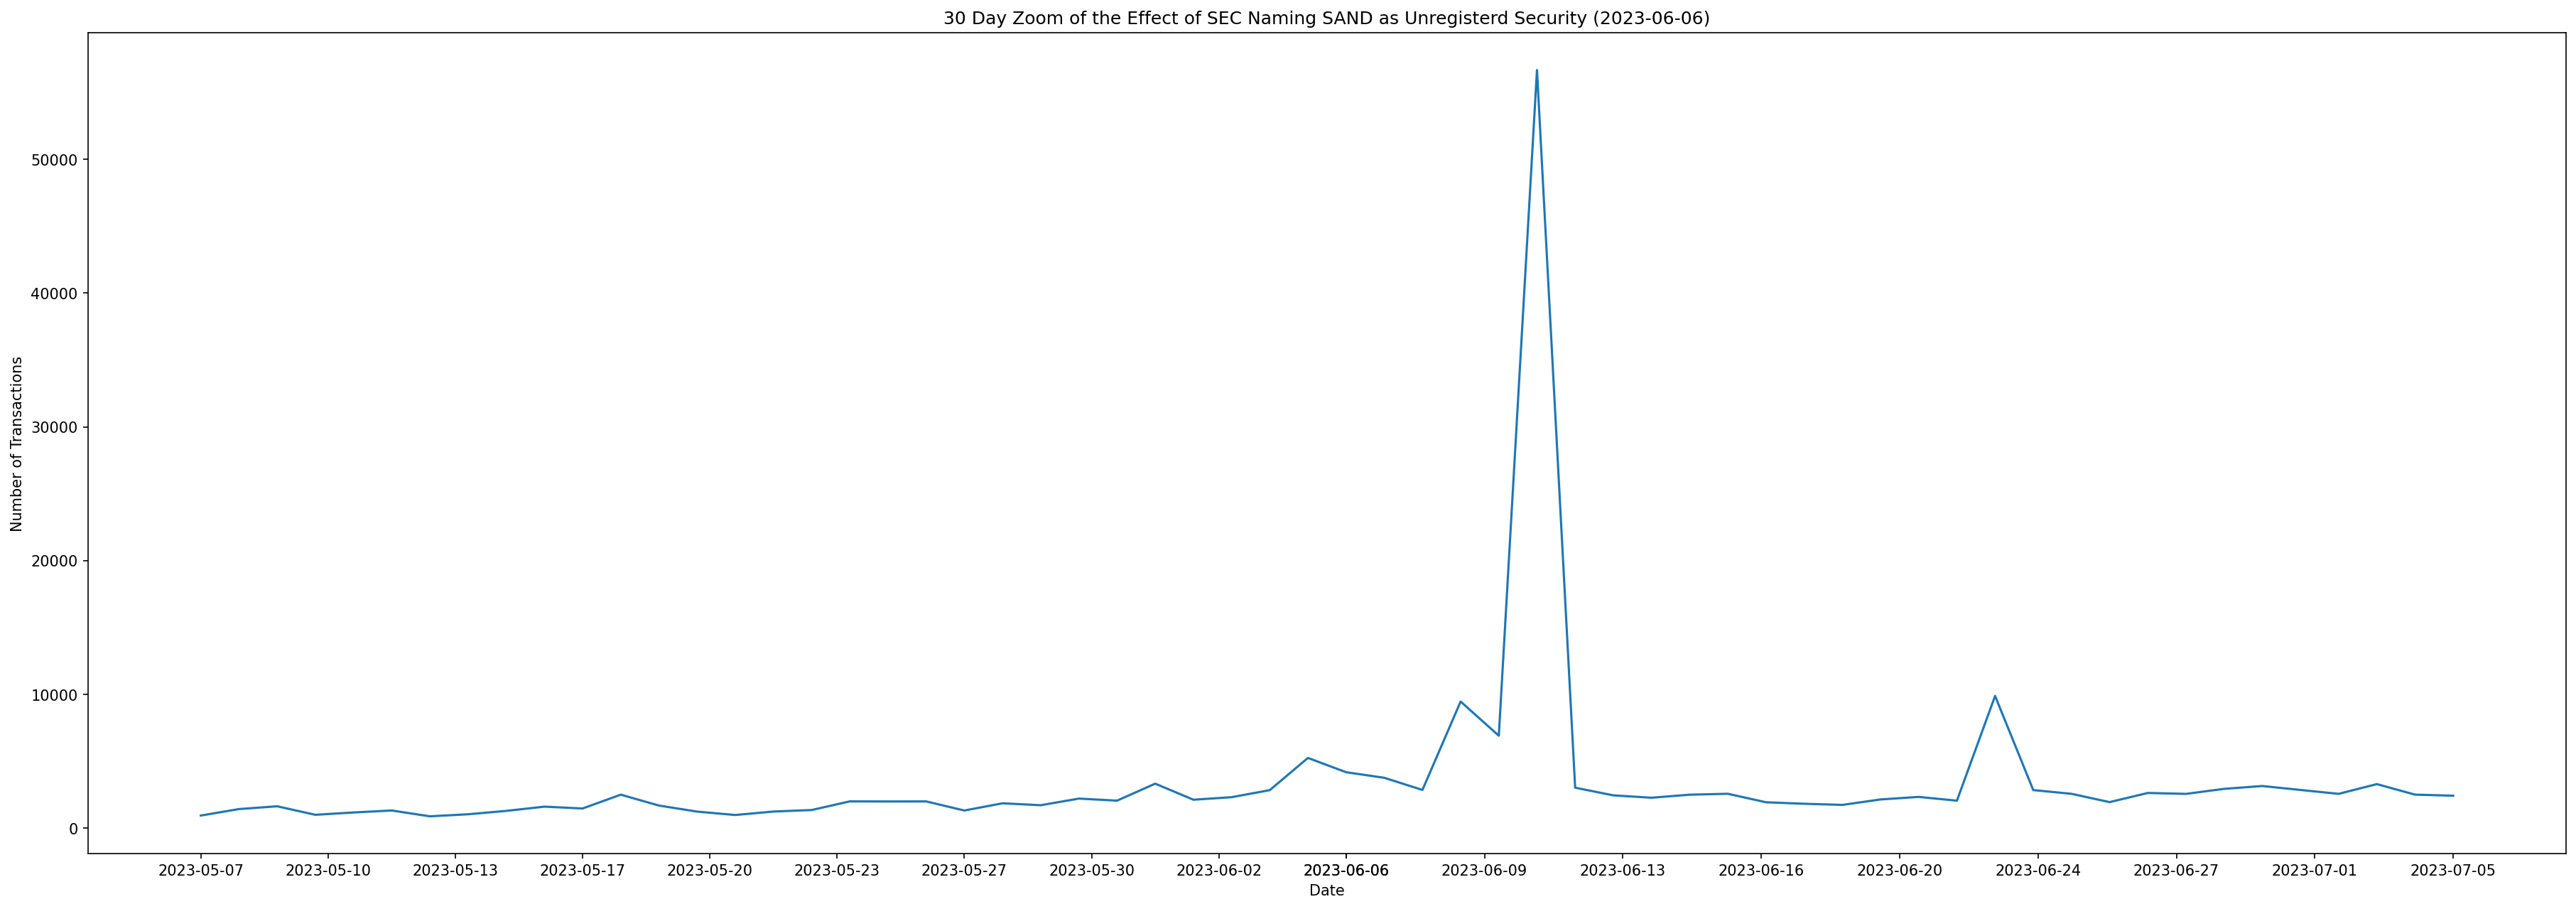 30 Day Zoom of the Effect of SEC Naming SAND as Unregisterd Security (2023-06-06)
Number of Transactions
50000
40000
30000
20000
10000
0
2023-05-07 2023-05-10 2023-05-13 2023-05-17 2023-05-20 2023-05-23 2023-05-27 2023-05-30 2023-06-02 2023-06-06 2023-06-09 2023-06-13 2023-06-16 2023-06-20 2023-06-24 2023-06-27 2023-07-01 2023-07-05
Date